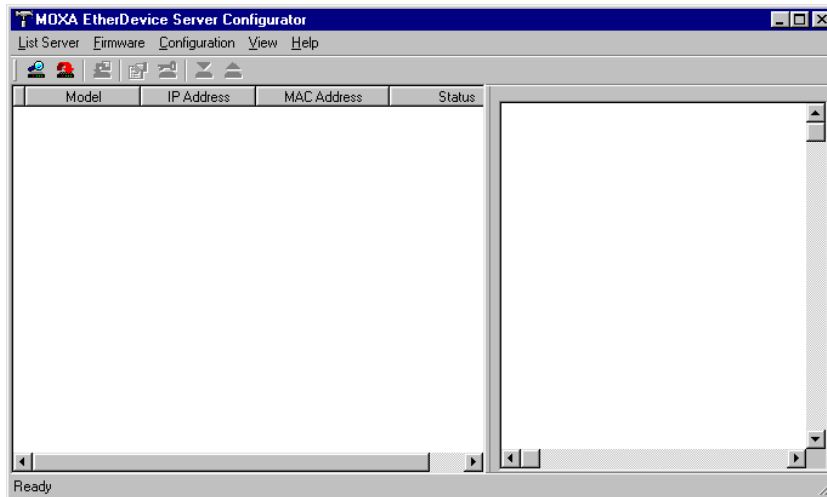 MOXA EtherDevice Server Configurator
List Server Firmware Configuration View Help
Model IP Address MAC Address Status
Ready